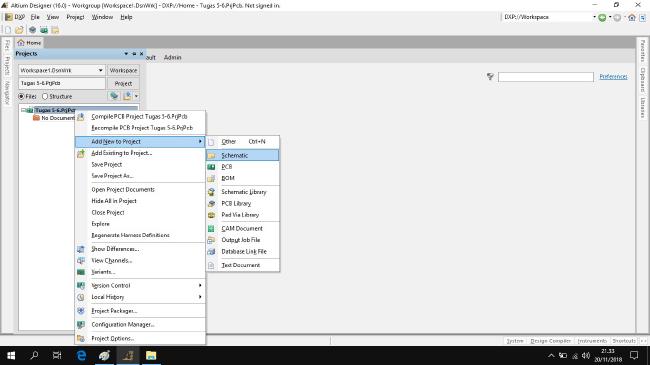 Altium Designer (16.0) - Workgroup [Workspace1.DsnWrk] - DXP://Home - Tugas 5-6.PrjPcb. Not signed in.
DXP File View Project Window Help
DXP://Workspace
Home
Projects
ault Admin
Workspace1.DsnWrk Workspace
Tugas 5-6.PrjPcb Project
Files Structure
Preferences
Tugas 5-6.PrjPcb
No Document
Compile PCB Project Tugas 5-6.PrjPcb
Recompile PCB Project Tugas 5-6.PrjPcb
Add New to Project
Add Existing to Project...
Save Project
Save Project As...
Open Project Documents
Hide All in Project
Close Project
Explore
Regenerate Harness Definitions
Show Differences...
View Channels...
Variants...
Version Control
Local History
Project Packager...
Configuration Manager...
Project Options...
Other Ctrl+N
Schematic
PCB
BOM
Schematic Library
PCB Library
Pad Via Library
CAM Document
Output Job File
Database Link File
Text Document
Files
Projects
Navigator
Favorites
Clipboard
Libraries
System Design Compiler Instruments Shortcuts
21.33
20/11/2018